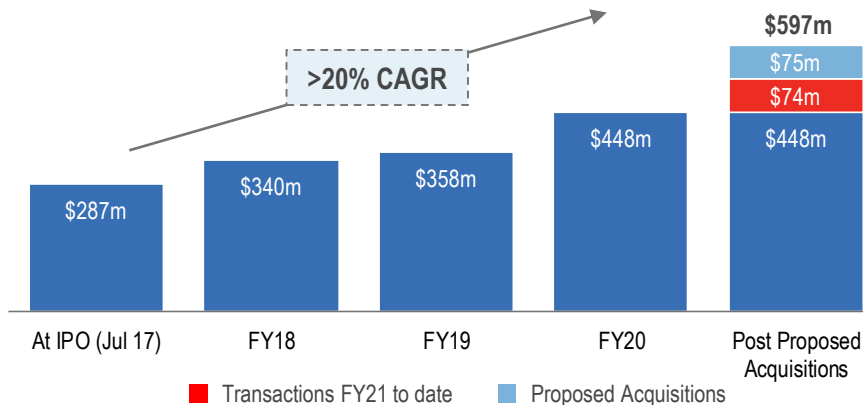 $597m
$75m
>20% CAGR
$74m
$448m
$448m
$340m
$358m
$287m
At IPO (Jul 17)
FY18
FY19
FY20
Post Proposed
Acquisitions
Transactions FY21 to date
Proposed Acquisitions